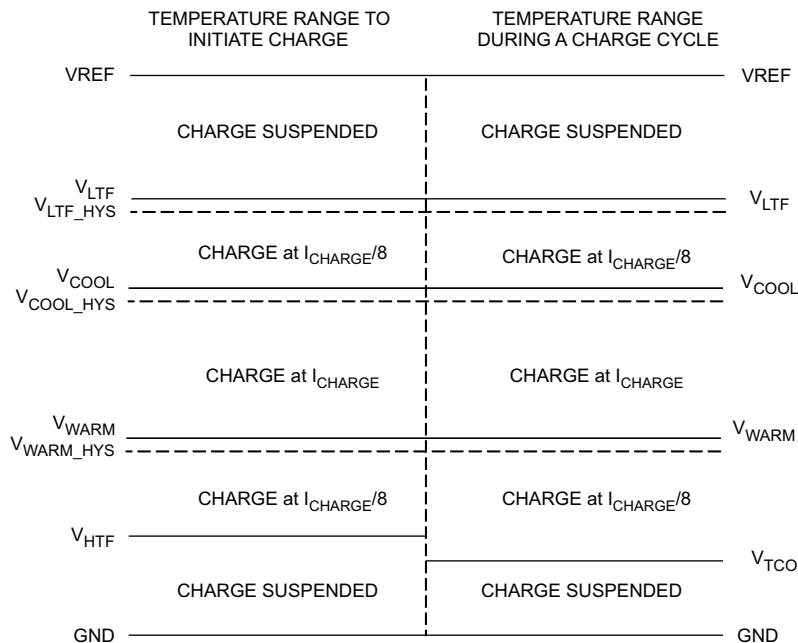 TEMPERATURE RANGE TO
INITIATE CHARGE
TEMPERATURE RANGE
DURING A CHARGE CYCLE
VREF
VREF
CHARGE SUSPENDED
CHARGE SUSPENDED
VLTF
VLTF
VLTF_HYS
CHARGE at ICHARGE/8
CHARGE at ICHARGE/8
VCOOL
VCOOL
VCOOL_HYS
CHARGE at ICHARGE
CHARGE at ICHARGE
VWARM
VWARM
VWARM_HYS
CHARGE at ICHARGE/8
CHARGE at ICHARGE/8
VHTF
VTCO
CHARGE SUSPENDED
CHARGE SUSPENDED
GND
GND